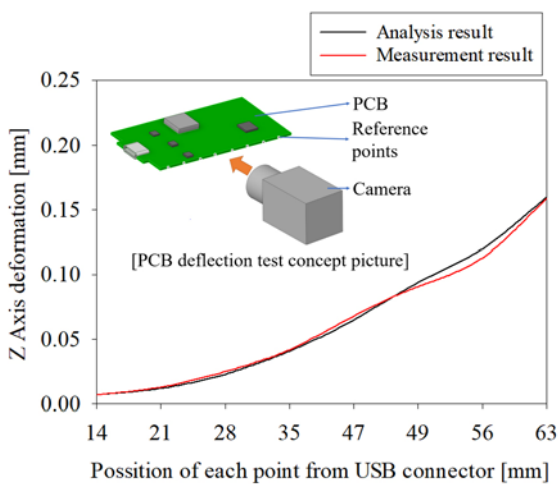 Analysis result
Measurement result
0.25
0.20
0.15
0.10
0.05
0.00
Z Axis deformation [mm]
PCB
Reference
points
Camera
[PCB deflection test concept picture]
14 21 28 35 47 49 56 63
Possition of each point from USB connector [mm]